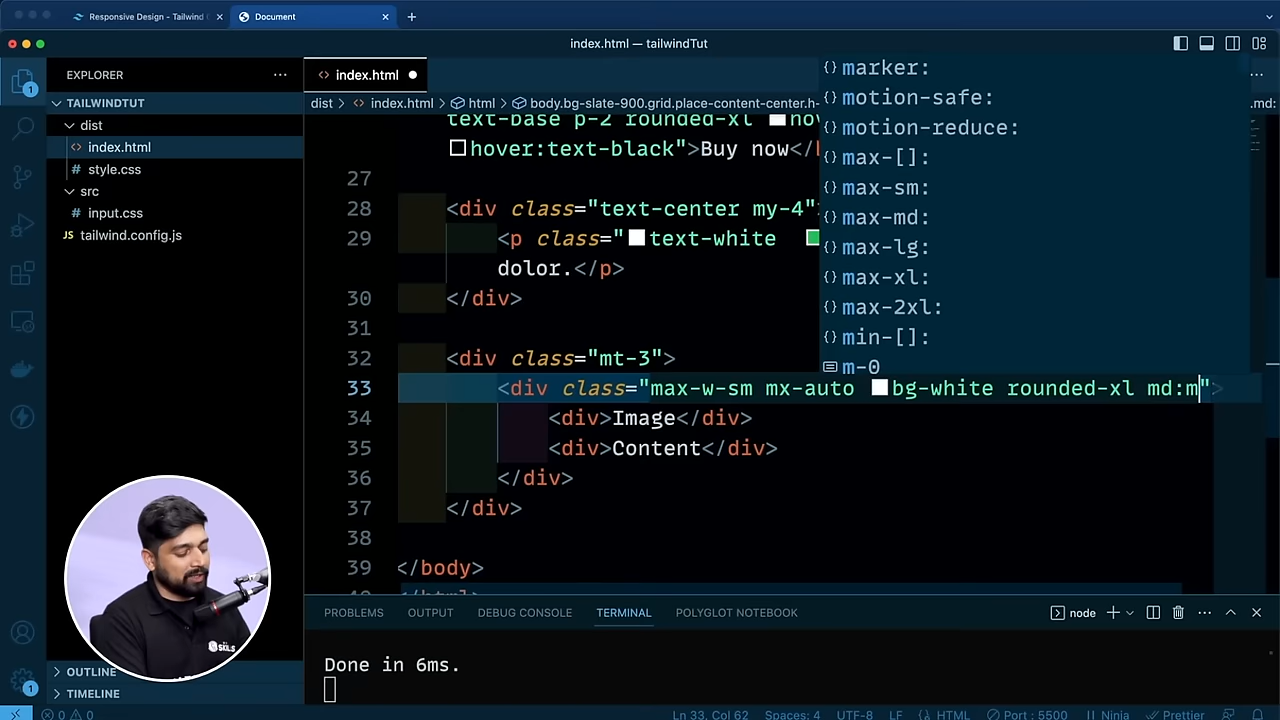 Responsive Design - Tailwind
Document
index.html — tailwindTut
EXPLORER
TAILWINDTUT
dist
index.html
style.css
src
input.css
tailwind.config.js
OUTLINE
TIMELINE
index.html
dist > index.html > html > body.bg-slate-900.grid.place-content-center.h-
.md:
text-base p-2 rounded-xl hov
hover:text-black">Buy now</
27
28 <div class="text-center my-4"
29 <p class="text-white
dolor.</p>
30 </div>
31
32 <div class="mt-3">
33 <div class="max-w-sm mx-auto bg-white rounded-xl md:m">
34 <div>Image</div>
35 <div>Content</div>
36 </div>
37 </div>
38
39 </body>
marker:
motion-safe:
motion-reduce:
max-[]:
max-sm:
max-md:
max-lg:
max-xl:
max-2xl:
min-[]:
m-0
PROBLEMS OUTPUT DEBUG CONSOLE TERMINAL POLYGLOT NOTEBOOK
node
Done in 6ms.
0 0 Ln 33, Col 62 Spaces: 4 UTF-8 LF {} HTML Port : 5500 Ninja Prettier